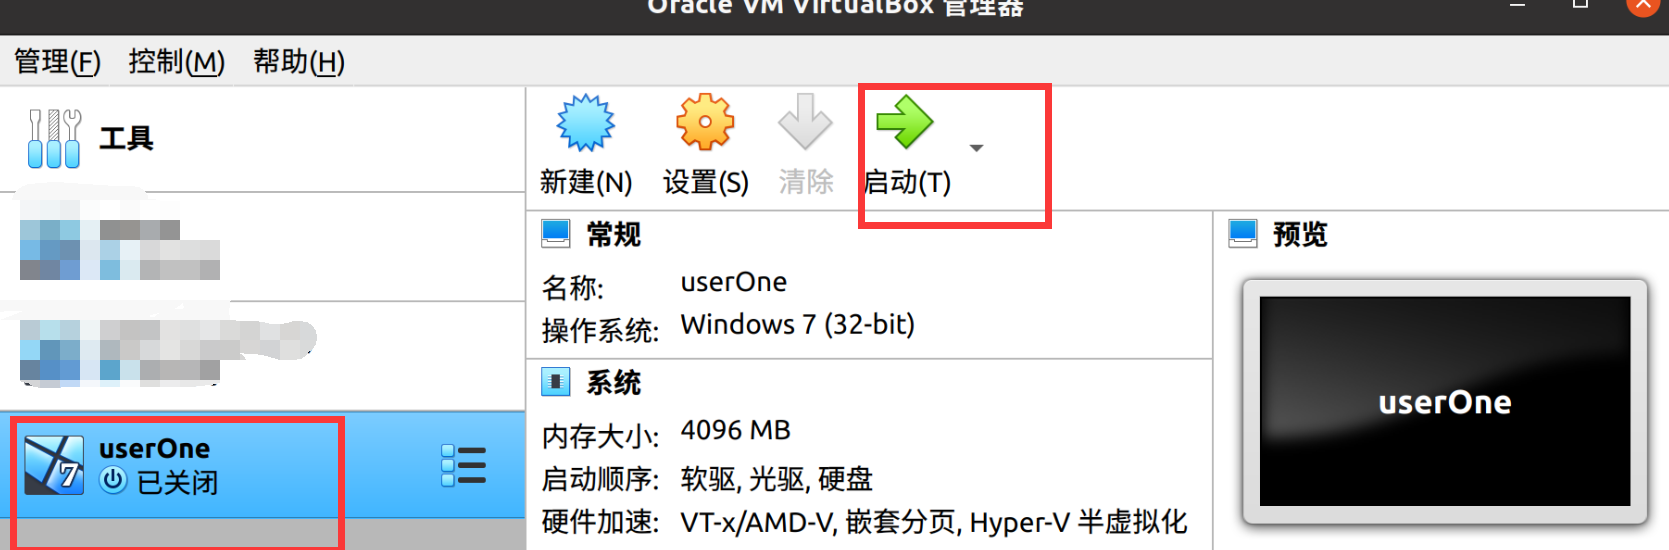 Oracle VM VirtualBox 管理器
管理(F) 控制(M) 帮助(H)
工具
新建(N) 设置(S) 清除 启动(T)
常规
名称: userOne
操作系统: Windows 7 (32-bit)
系统
内存大小: 4096 MB
启动顺序: 软驱, 光驱, 硬盘
硬件加速: VT-x/AMD-V, 嵌套分页, Hyper-V 半虚拟化
预览
userOne
7
userOne
已关闭